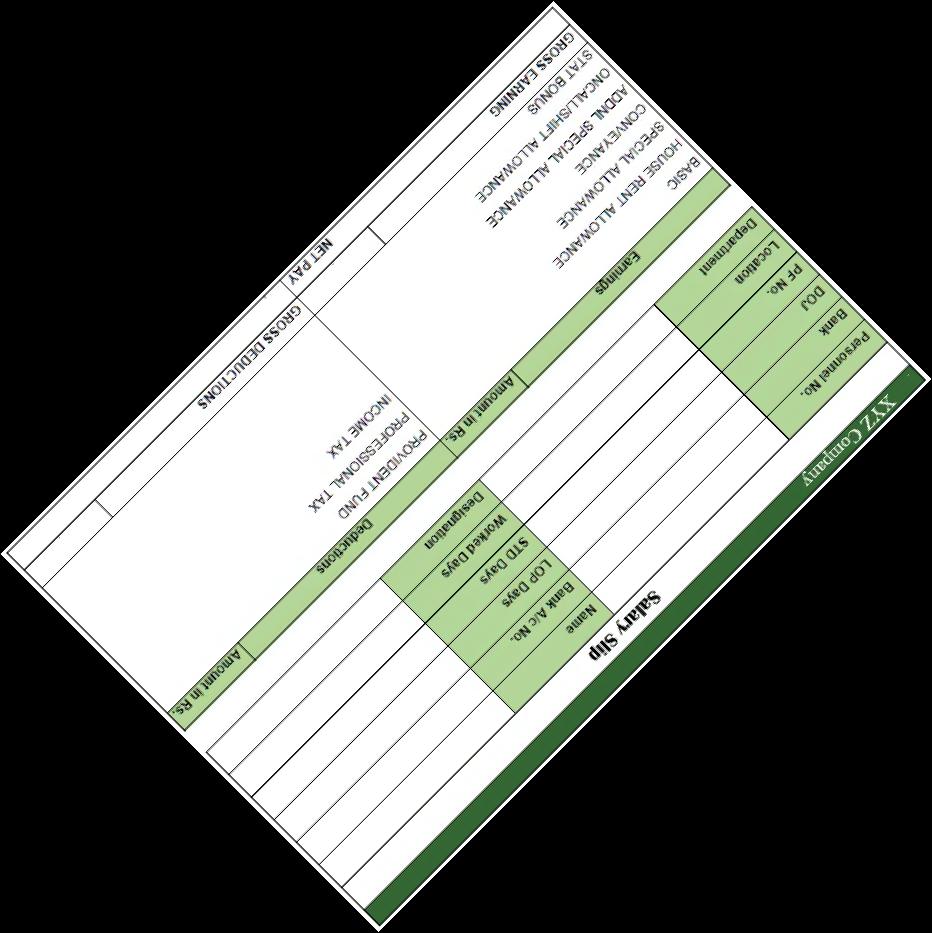 XYZ Company
Salary Slip
Personnel No. Name
Bank Bank A/c No.
DOJ LOP Days
PF No. STD Days
Location Worked Days
Department Designation
Earnings Amount in Rs. Deductions Amount in Rs.
BASIC PROVIDENT FUND
HOUSE RENT ALLOWANCE PROFESSIONAL TAX
SPECIAL ALLOWANCE INCOME TAX
CONVEYANCE
ADDNL SPECIAL ALLOWANCE
ONCALL/SHIFT ALLOWANCE
STAT BONUS
GROSS EARNING GROSS DEDUCTIONS
NET PAY